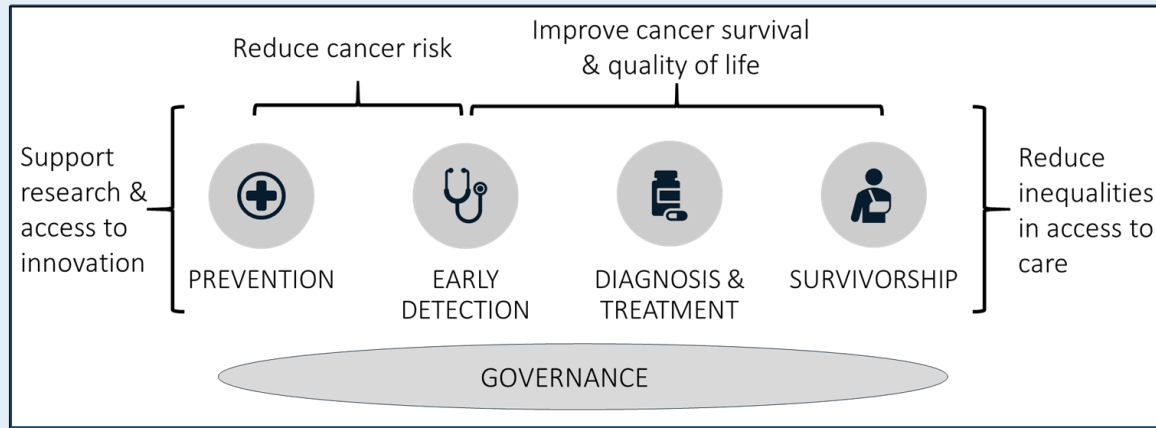 Reduce cancer risk
Improve cancer survival
& quality of life
Support
research &
access to
innovation
Reduce
inequalities
in access to
care
PREVENTION
EARLY
DETECTION
DIAGNOSIS &
TREATMENT
SURVIVORSHIP
GOVERNANCE